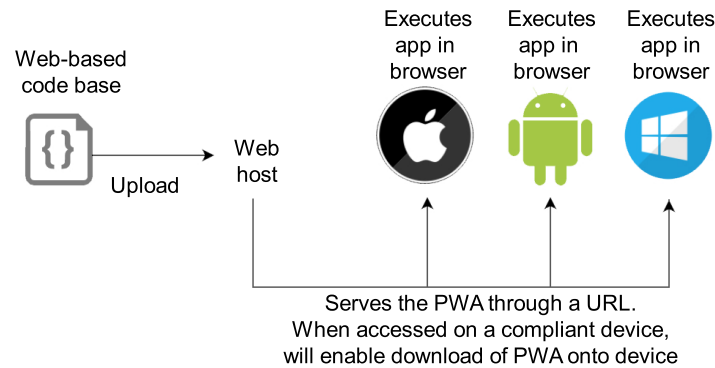 Web-based
code base
{}
Upload
Web
host
Executes
app in
browser
Executes
app in
browser
Executes
app in
browser
Serves the PWA through a URL.
When accessed on a compliant device,
will enable download of PWA onto device